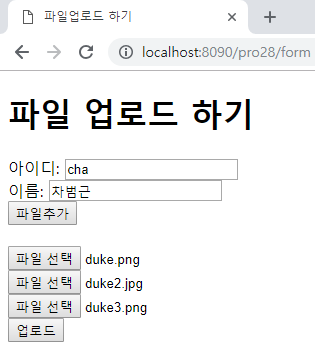 파일업로드 하기
localhost:8090/pro28/form
파일 업로드 하기
아이디: cha
이름: 차범근
파일추가
파일 선택 duke.png
파일 선택 duke2.jpg
파일 선택 duke3.png
업로드